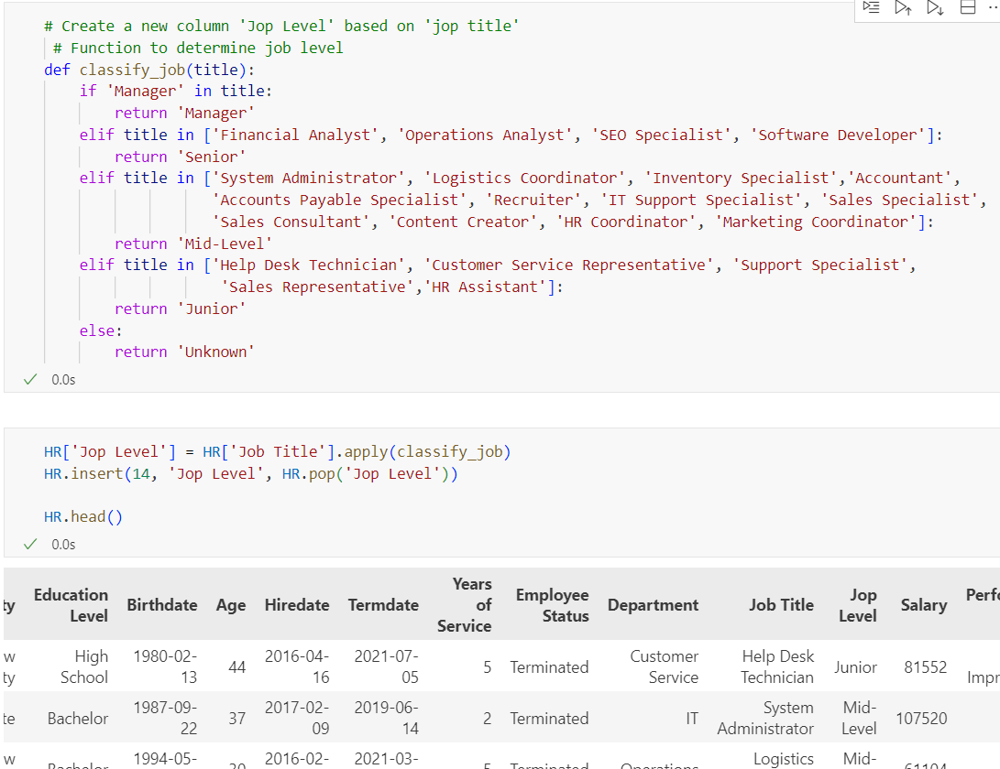 # Create a new column 'Jop Level' based on 'jop title'
# Function to determine job level
def classify_job(title):
if 'Manager' in title:
return 'Manager'
elif title in ['Financial Analyst', 'Operations Analyst', 'SEO Specialist', 'Software Developer']:
return 'Senior'
elif title in ['System Administrator', 'Logistics Coordinator', 'Inventory Specialist','Accountant',
'Accounts Payable Specialist', 'Recruiter', 'IT Support Specialist', 'Sales Specialist',
'Sales Consultant', 'Content Creator', 'HR Coordinator', 'Marketing Coordinator']:
return 'Mid-Level'
elif title in ['Help Desk Technician', 'Customer Service Representative', 'Support Specialist',
'Sales Representative','HR Assistant']:
return 'Junior'
else:
return 'Unknown'
0.0s
HR['Jop Level'] = HR['Job Title'].apply(classify_job)
HR.insert(14, 'Jop Level', HR.pop('Jop Level'))
HR.head()
0.0s
ty Education Level Birthdate Age Hiredate Termdate Years of Service Employee Status Department Job Title Jop Level Salary Perfo
w ty High School 1980-02-13 44 2016-04-16 2021-07-05 5 Terminated Customer Service Help Desk Technician Junior 81552 Impr
te Bachelor 1987-09-22 37 2017-02-09 2019-06-14 2 Terminated IT System Administrator Mid-Level 107520
w Bachelor 1994-05- 30 2016-02- 2021-03- 5 Terminated Operations Logistics Mid- 61104